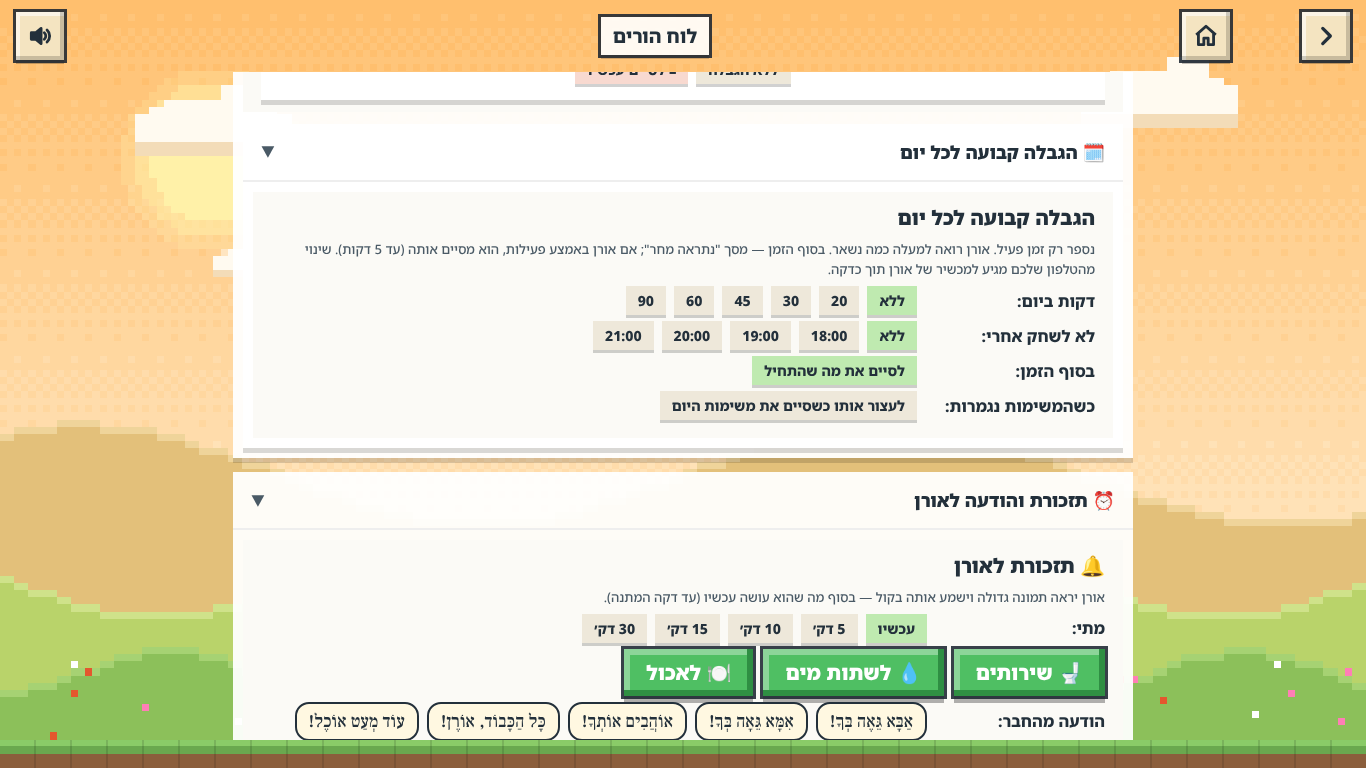 לוח הורים
ללא הגבלה
🗓️ הגבלה קבועה לכל יום ▼
הגבלה קבועה לכל יום
נספר רק זמן פעיל. אורן רואה למעלה כמה נשאר. בסוף הזמן — מסך "נתראה מחר"; אם אורן באמצע פעילות, הוא מסיים אותה (עד 5 דקות). שינוי
מהטלפון שלכם מגיע למכשיר של אורן תוך כדקה.
דקות ביום: ללא 20 30 45 60 90
לא לשחק אחרי: ללא 18:00 19:00 20:00 21:00
בסוף הזמן: לסיים את מה שהתחיל
כשהמשימות נגמרות: לעצור אותו כשסיים את משימות היום
⏰ תזכורת והודעה לאורן ▼
🔔 תזכורת לאורן
אורן יראה תמונה גדולה וישמע אותה בקול — בסוף מה שהוא עושה עכשיו (עד דקה המתנה).
מתי: עכשיו 5 דק׳ 10 דק׳ 15 דק׳ 30 דק׳
🚽 שירותים 💧 לשתות מים 🍽️ לאכול
הודעה מהחבר: אַבָּא גֵּאֶה בְּךָ! אִמָּא גֵּאָה בְּךָ! אוֹהֲבִים אוֹתְךָ! כָּל הַכָּבוֹד, אוֹרֶן! עוֹד מְעַט אוֹכֶל!